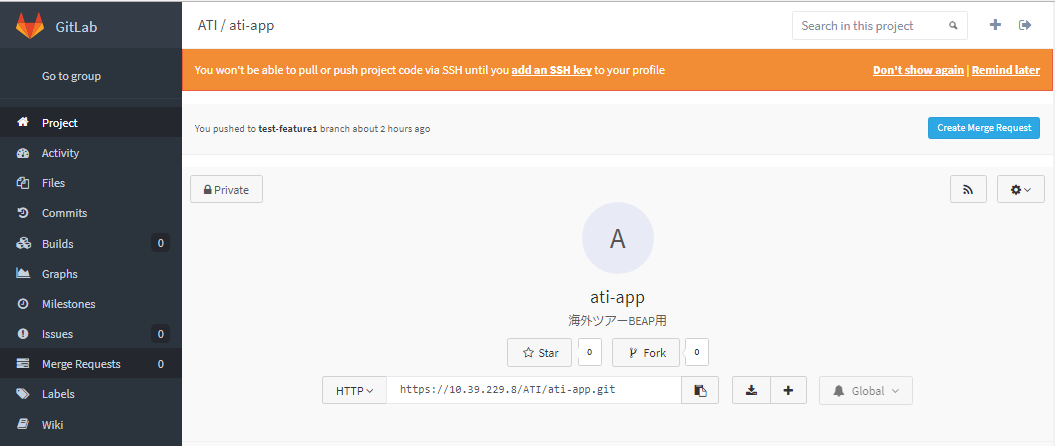 GitLab
ATI / ati-app
Search in this project
Go to group
You won't be able to pull or push project code via SSH until you add an SSH key to your profile
Don't show again | Remind later
Project
You pushed to test-feature1 branch about 2 hours ago
Create Merge Request
Activity
Files
Commits
Builds 0
Graphs
Milestones
Issues 0
Merge Requests 0
Labels
Wiki
Private
A
ati-app
海外ツアーBEAP用
Star 0 Fork 0
HTTP https://10.39.229.8/ATI/ati-app.git Global